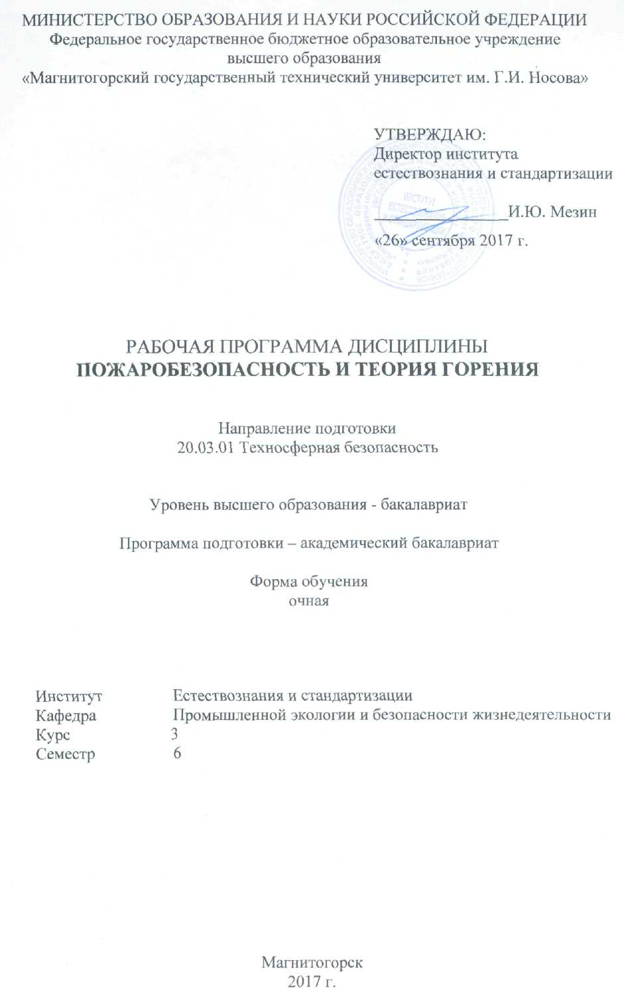 МИНИСТЕРСТВО ОБРАЗОВАНИЯ И НАУКИ РОССИЙСКОЙ ФЕДЕРАЦИИ
Федеральное государственное бюджетное образовательное учреждение
высшего образования
«Магнитогорский государственный технический университет им. Г.И. Носова»
УТВЕРЖДАЮ:
Директор института
естествознания и стандартизации
________________И.Ю. Мезин
«26» сентября 2017 г.
ИНСТИТУТ
РАБОЧАЯ ПРОГРАММА ДИСЦИПЛИНЫ
ПОЖАРОБЕЗОПАСНОСТЬ И ТЕОРИЯ ГОРЕНИЯ
Направление подготовки
20.03.01 Техносферная безопасность
Уровень высшего образования - бакалавриат
Программа подготовки – академический бакалавриат
Форма обучения
очная
Институт Естествознания и стандартизации
Кафедра Промышленной экологии и безопасности жизнедеятельности
Курс 3
Семестр 6
Магнитогорск
2017 г.